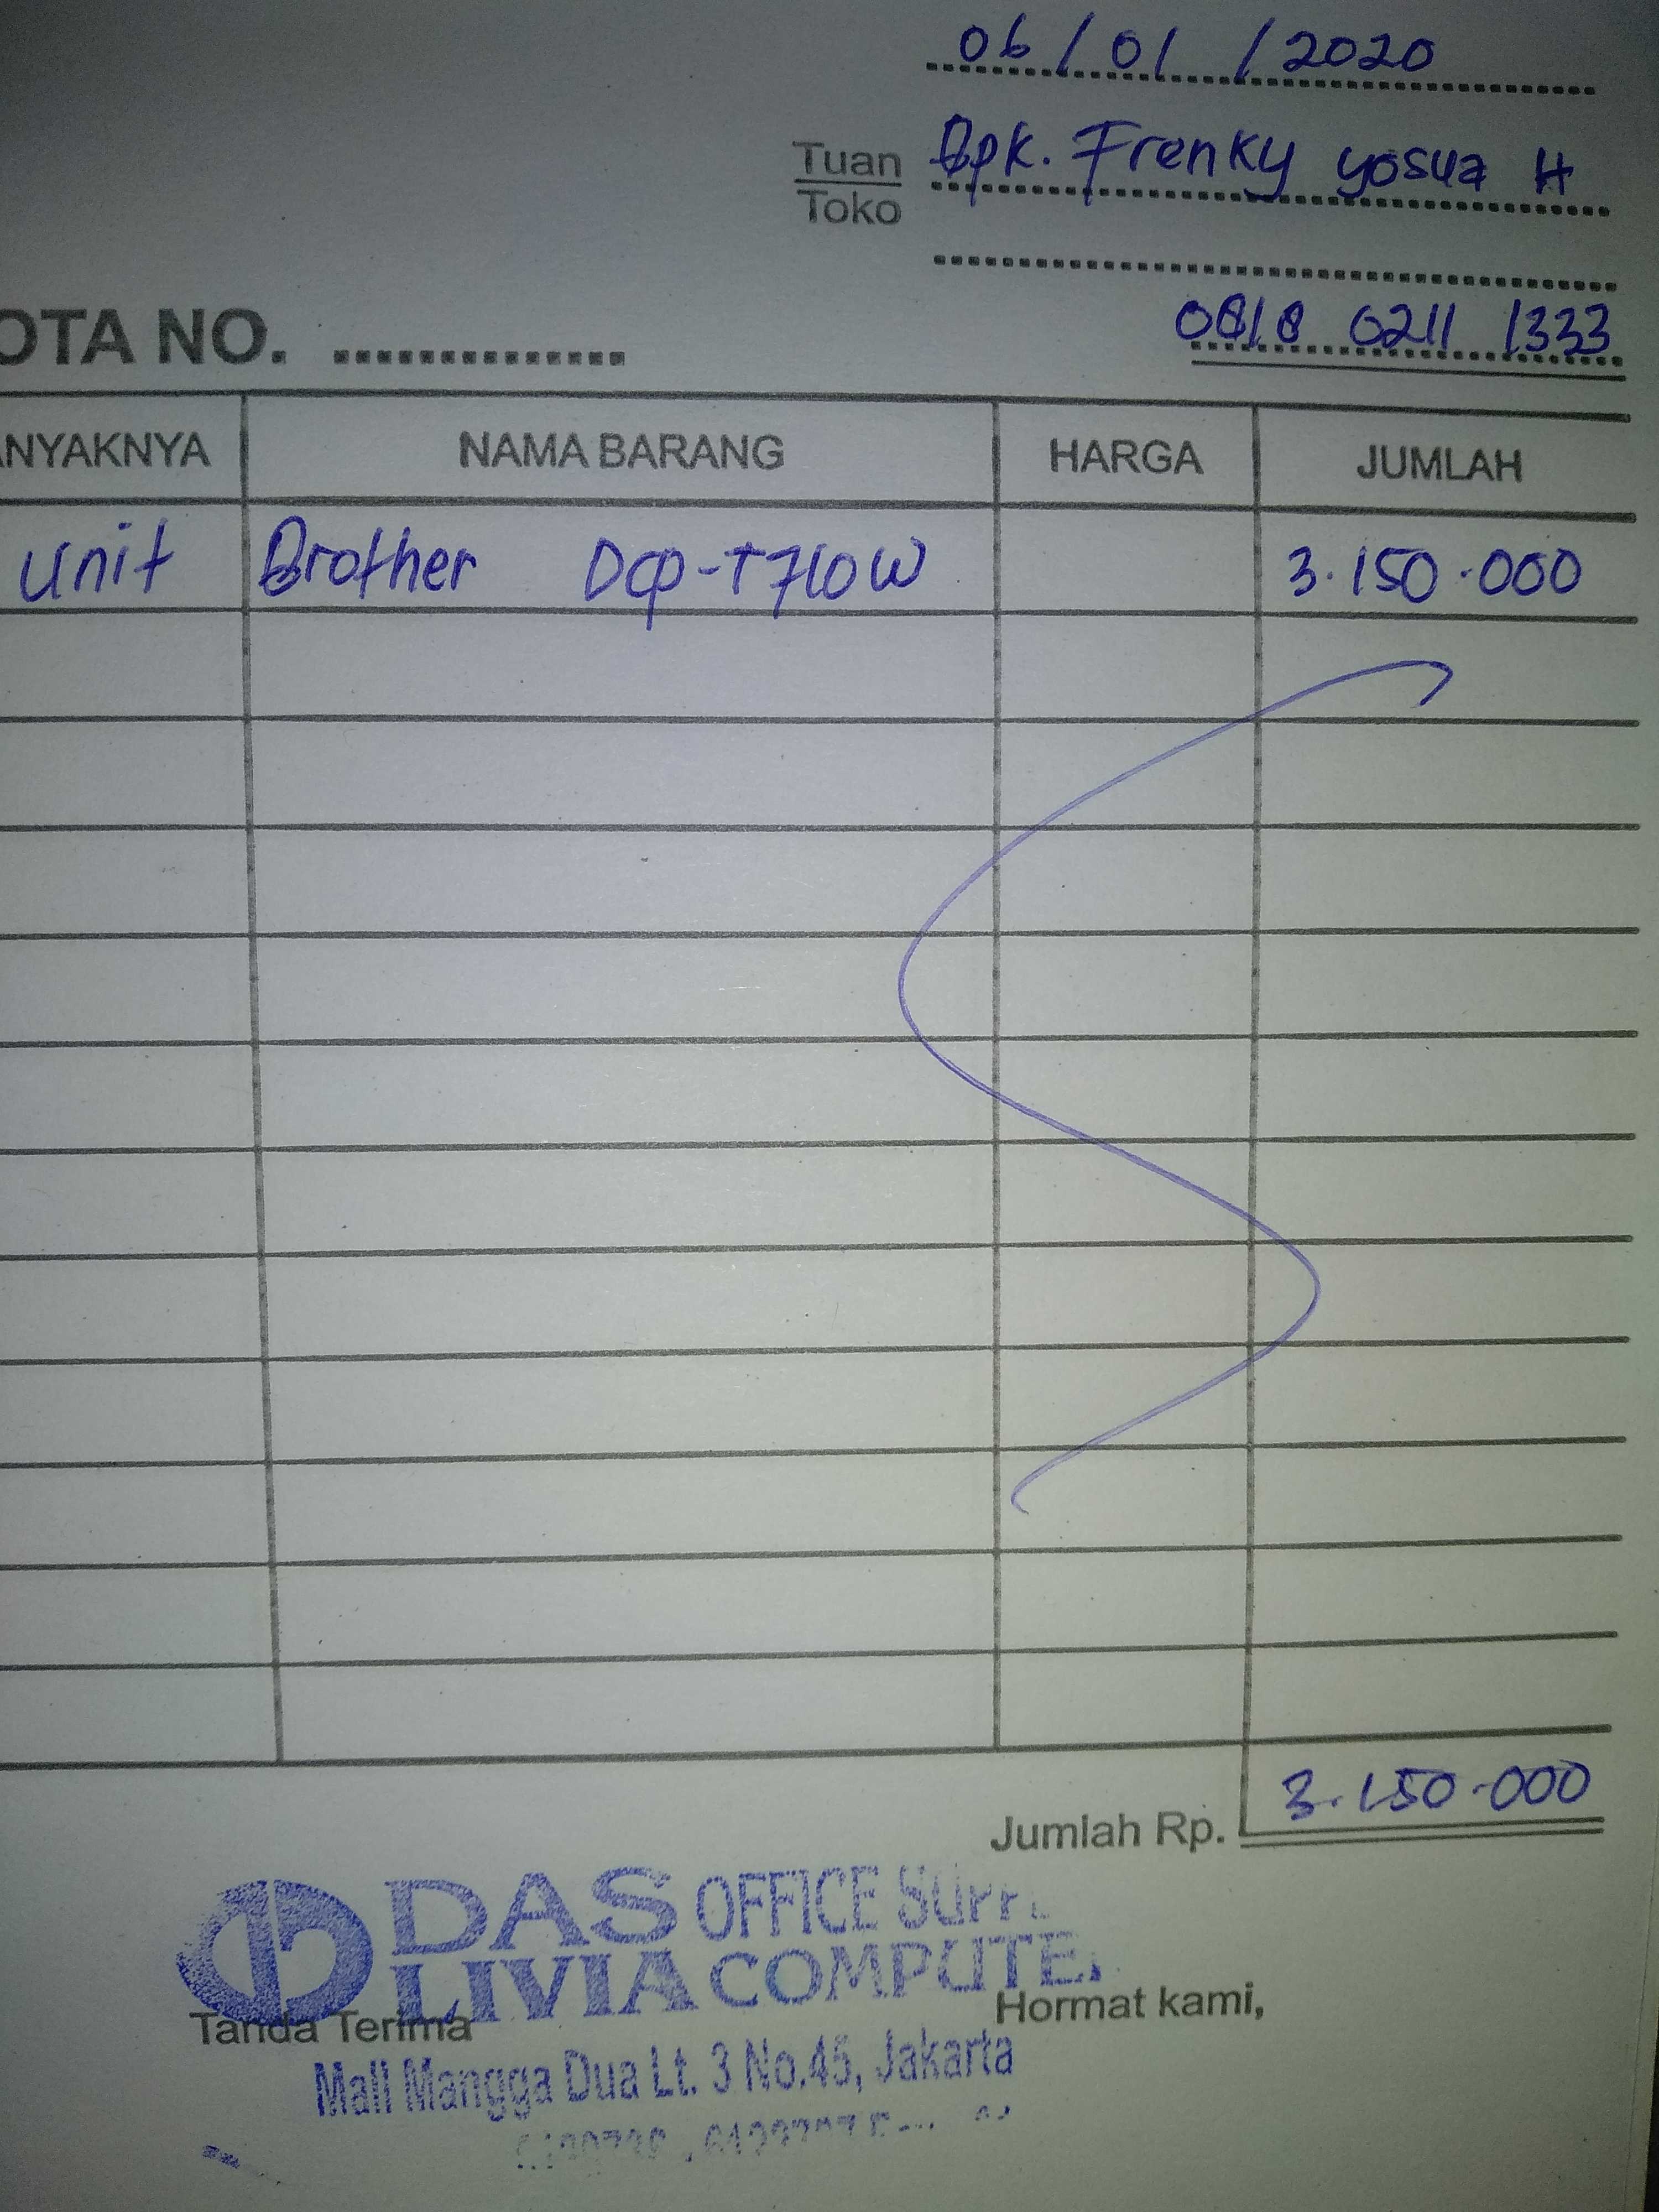 06/01/2020
Tuan Bpk. Frenky Yosua H
Toko
OTA NO. ..............
0818 0211 1333
ANYAKNYA NAMA BARANG HARGA JUMLAH
unit Brother Dcp-T710W 3.150.000
Jumlah Rp. 3.150.000
DAS OFFICE
LIVIA COMPUTE
Tanda Terima Hormat kami,
Mall Mangga Dua Lt. 3 No.45, Jakarta